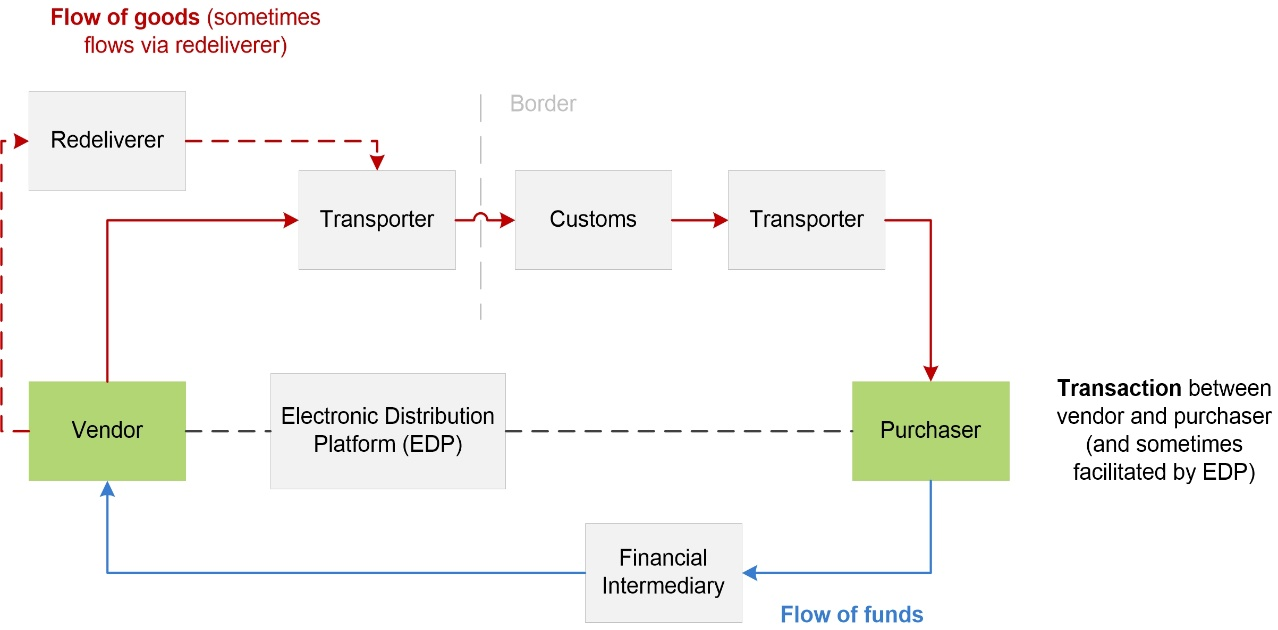 Flow of goods (sometimes
flows via redeliverer)
Border
Redeliverer
Transporter
Customs
Transporter
Vendor
Electronic Distribution
Platform (EDP)
Purchaser
Transaction between
vendor and purchaser
(and sometimes
facilitated by EDP)
Financial
Intermediary
Flow of funds